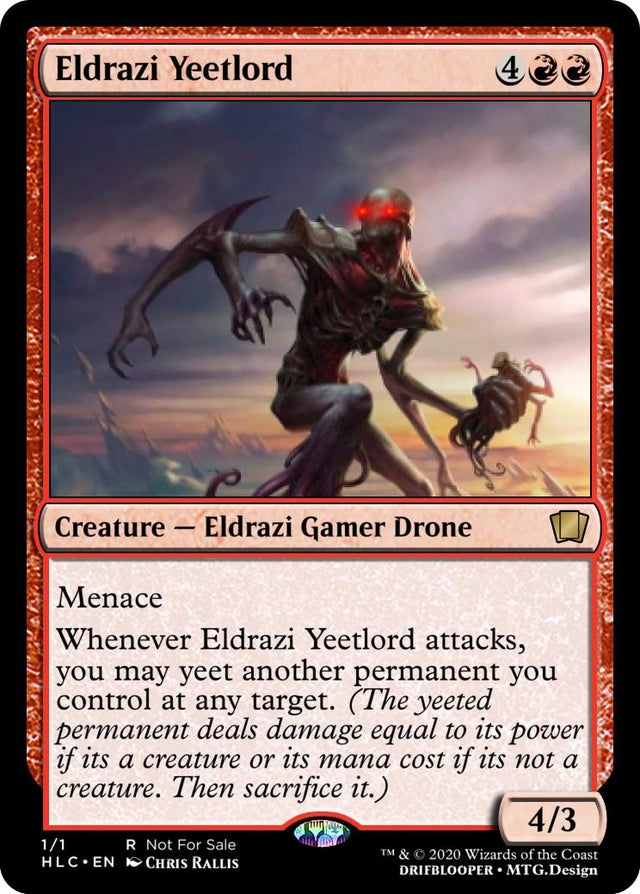 Eldrazi Yeetlord 4
Creature — Eldrazi Gamer Drone
Menace
Whenever Eldrazi Yeetlord attacks,
you may yeet another permanent you
control at any target. (The yeeted
permanent deals damage equal to its power
if its a creature or its mana cost if its not a
creature. Then sacrifice it.)
4/3
1/1 R Not For Sale
HLC • EN Chris Rallis
™ & © 2020 Wizards of the Coast
DRIFBLOOPER • MTG.Design